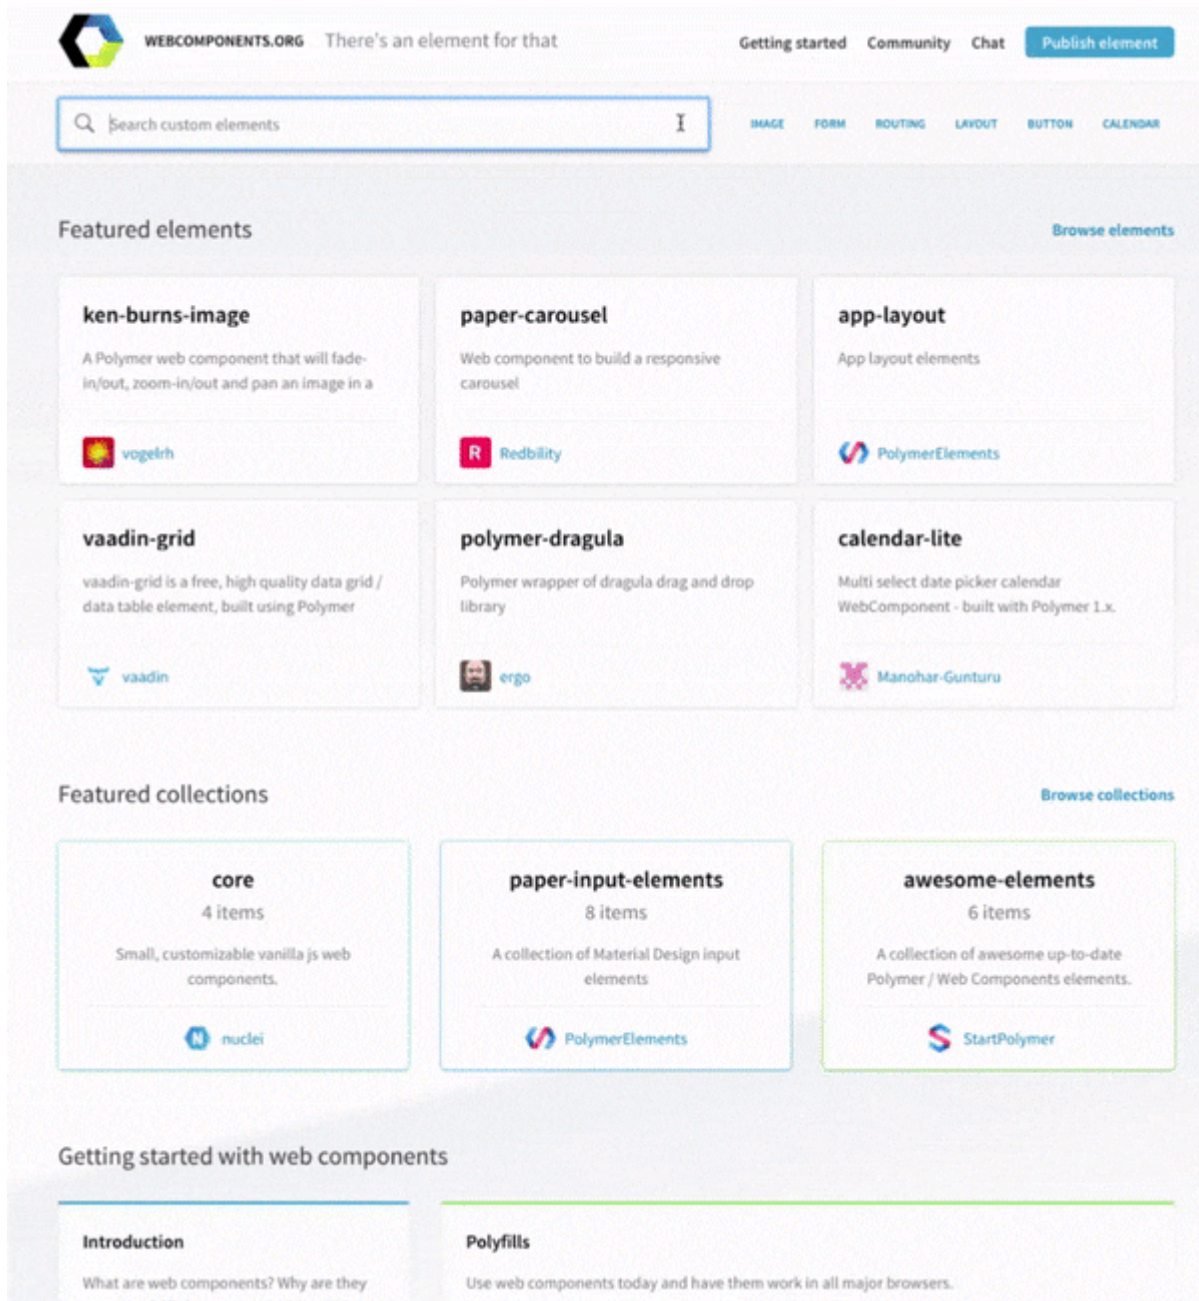 WEBCOMPONENTS.ORG There's an element for that
Getting started Community Chat Publish element
Search custom elements
IMAGE FORM ROUTING LAYOUT BUTTON CALENDAR
Featured elements
Browse elements
ken-burns-image
A Polymer web component that will fade-
in/out, zoom-in/out and pan an image in a
vogelrh
paper-carousel
Web component to build a responsive
carousel
R Redbility
app-layout
App layout elements
PolymerElements
vaadin-grid
vaadin-grid is a free, high quality data grid /
data table element, built using Polymer
vaadin
polymer-dragula
Polymer wrapper of dragula drag and drop
library
ergo
calendar-lite
Multi select date picker calendar
WebComponent - built with Polymer 1.x.
Manohar-Gunturu
Featured collections
Browse collections
core
4 items
Small, customizable vanilla js web
components.
N nuclei
paper-input-elements
8 items
A collection of Material Design input
elements
PolymerElements
awesome-elements
6 items
A collection of awesome up-to-date
Polymer / Web Components elements.
StartPolymer
Getting started with web components
Introduction
What are web components? Why are they
Polyfills
Use web components today and have them work in all major browsers.